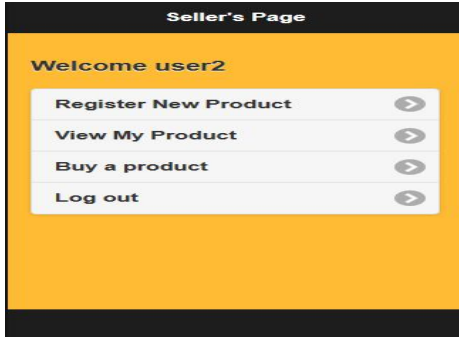 Seller's Page
Welcome user2
Register New Product
View My Product
Buy a product
Log out